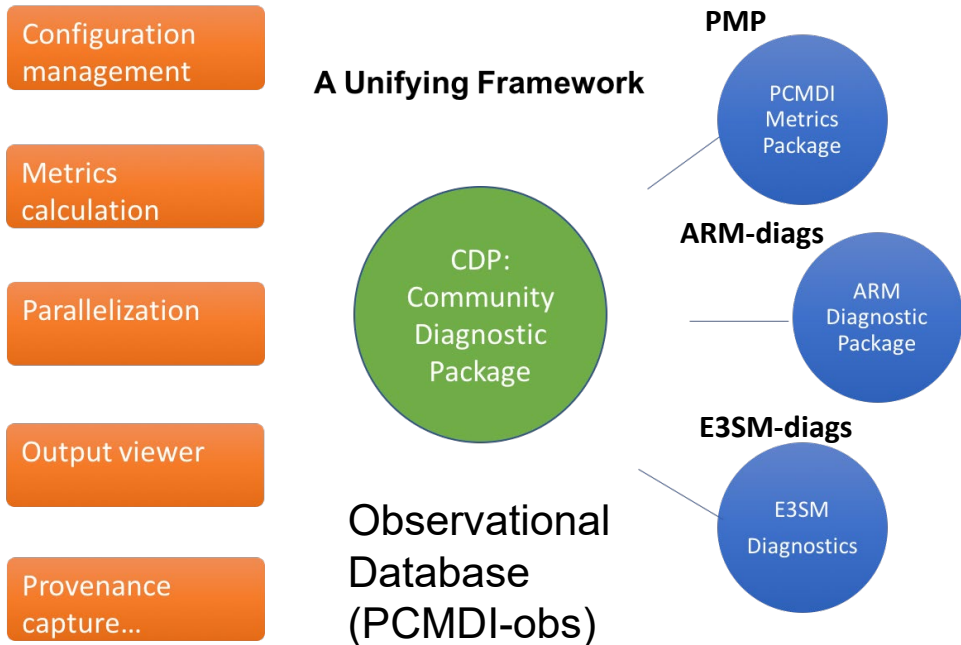 Configuration
management
Metrics
calculation
Parallelization
Output viewer
Provenance
capture...
A Unifying Framework
CDP:
Community
Diagnostic
Package
Observational
Database
(PCMDI-obs)
PMP
PCMDI
Metrics
Package
ARM-diags
ARM
Diagnostic
Package
E3SM-diags
E3SM
Diagnostics